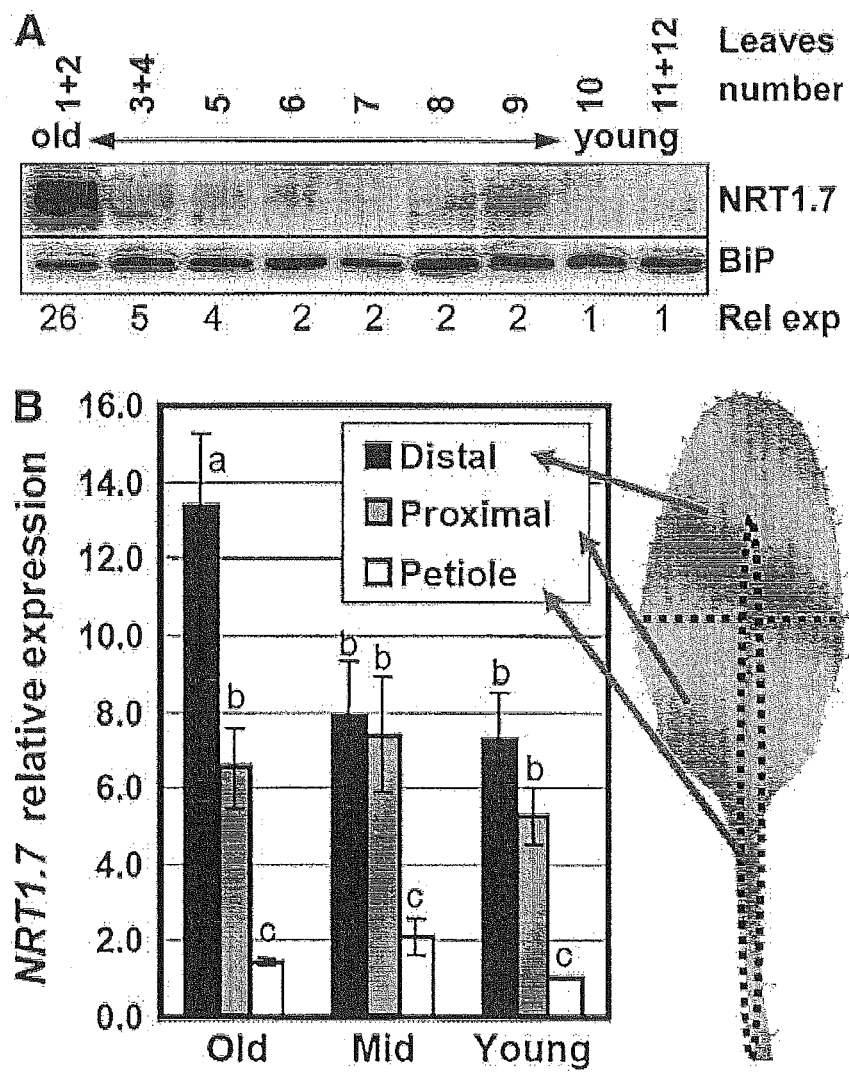 A
1+2 3+4 5 6 7 8 9 10 11+12 Leaves number
old young
NRT1.7
BiP
26 5 4 2 2 2 2 1 1 Rel exp
B
NRT1.7 relative expression
16.0
14.0
12.0
10.0
8.0
6.0
4.0
2.0
0.0
Distal
Proximal
Petiole
a b c
b b c
b b c
Old Mid Young